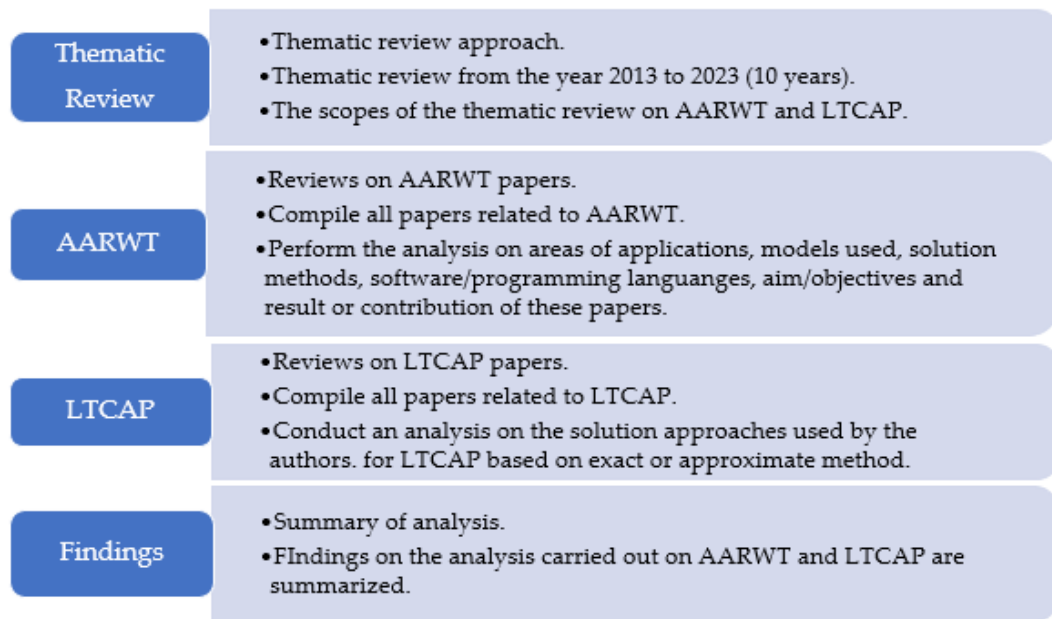 Thematic
Review
•Thematic review approach.
•Thematic review from the year 2013 to 2023 (10 years).
•The scopes of the thematic review on AARWT and LTCAP.
AARWT
•Reviews on AARWT papers.
•Compile all papers related to AARWT.
•Perform the analysis on areas of applications, models used, solution
methods, software/programming languanges, aim/objectives and
result or contribution of these papers.
LTCAP
•Reviews on LTCAP papers.
•Compile all papers related to LTCAP.
•Conduct an analysis on the solution approaches used by the
authors. for LTCAP based on exact or approximate method.
Findings
•Summary of analysis.
•FIndings on the analysis carried out on AARWT and LTCAP are
summarized.